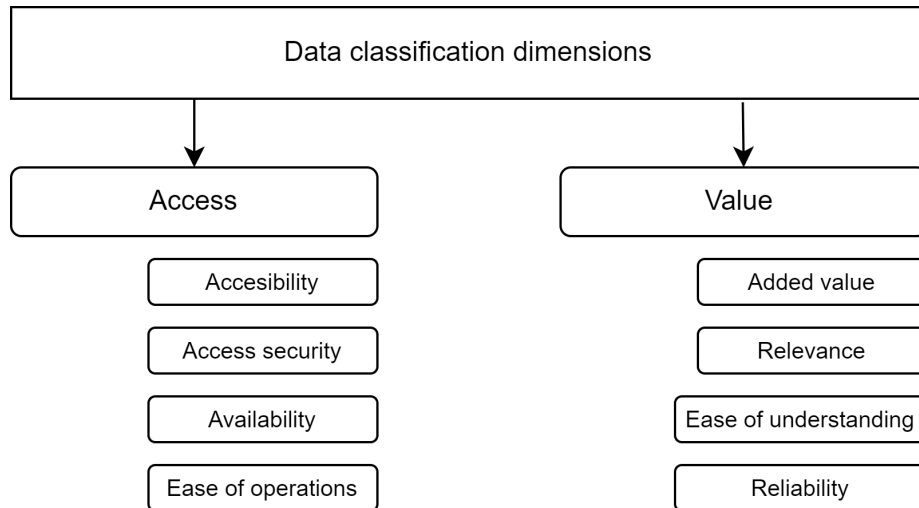 Data classification dimensions
Access
Accesibility
Access security
Availability
Ease of operations
Value
Added value
Relevance
Ease of understanding
Reliability